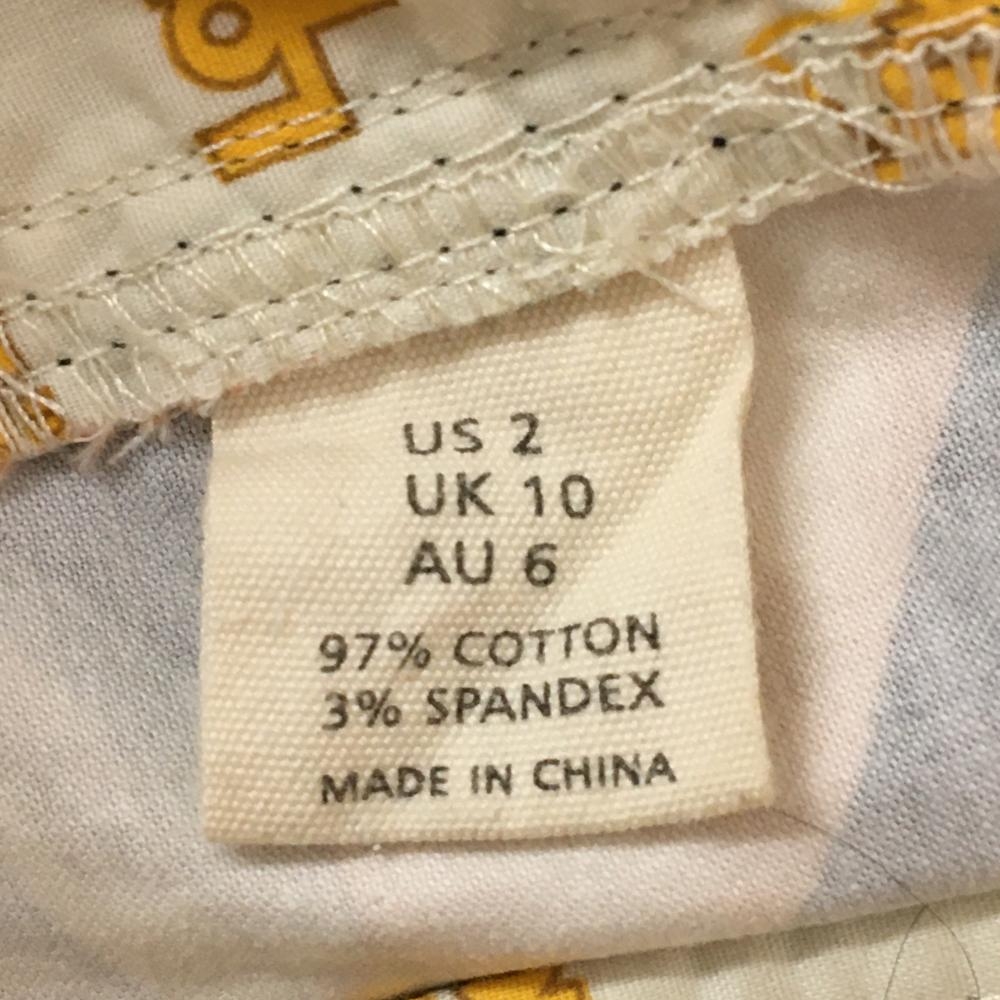 US 2
UK 10
AU 6
97% COTTON
3% SPANDEX
MADE IN CHINA